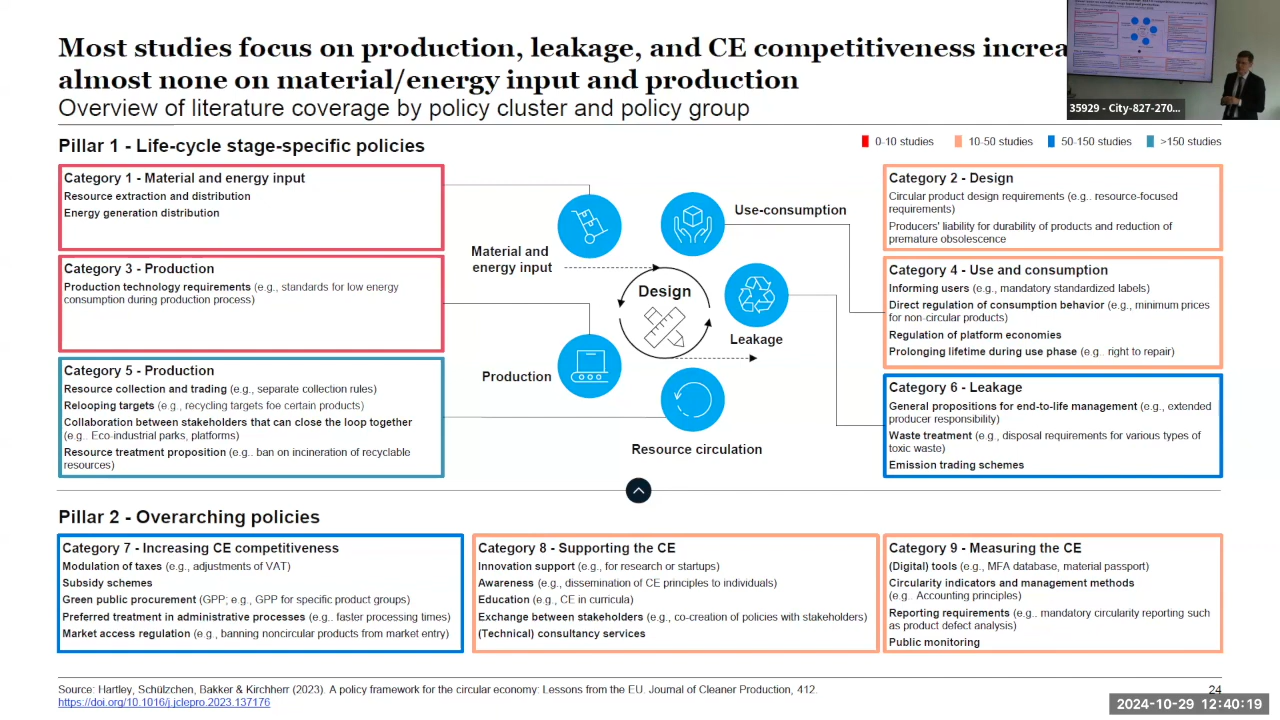 Most studies focus on production, leakage, and CE competitiveness increa
almost none on material/energy input and production
Overview of literature coverage by policy cluster and policy group
35929 - City-827-270...
Pillar 1 - Life-cycle stage-specific policies
0-10 studies
10-50 studies
50-150 studies
>150 studies
Category 1 - Material and energy input
Resource extraction and distribution
Energy generation distribution
Category 3 - Production
Production technology requirements (e.g., standards for low energy
consumption during production process)
Category 5 - Production
Resource collection and trading (e.g., separate collection rules)
Relooping targets (e.g., recycling targets foe certain products)
Collaboration between stakeholders that can close the loop together
(e.g.. Eco-industrial parks, platforms)
Resource treatment proposition (e.g.. ban on incineration of recyclable
resources)
Material and
energy input
Use-consumption
Design
Leakage
Production
Resource circulation
Category 2 - Design
Circular product design requirements (e.g.. resource-focused
requirements)
Producers' liability for durability of products and reduction of
premature obsolescence
Category 4 - Use and consumption
Informing users (e.g., mandatory standardized labels)
Direct regulation of consumption behavior (e.g., minimum prices
for non-circular products)
Regulation of platform economies
Prolonging lifetime during use phase (e.g.. right to repair)
Category 6 - Leakage
General propositions for end-to-life management (e.g., extended
producer responsibility)
Waste treatment (e.g., disposal requirements for various types of
toxic waste)
Emission trading schemes
Pillar 2 - Overarching policies
Category 7 - Increasing CE competitiveness
Modulation of taxes (e.g., adjustments of VAT)
Subsidy schemes
Green public procurement (GPP; e.g., GPP for specific product groups)
Preferred treatment in administrative processes (e.g.. faster processing times)
Market access regulation (e.g., banning noncircular products from market entry)
Category 8 - Supporting the CE
Innovation support (e.g., for research or startups)
Awareness (e.g., dissemination of CE principles to individuals)
Education (e.g., CE in curricula)
Exchange between stakeholders (e.g., co-creation of policies with stakeholders)
(Technical) consultancy services
Category 9 - Measuring the CE
(Digital) tools (e.g., MFA database, material passport)
Circularity indicators and management methods
(e.g.. Accounting principles)
Reporting requirements (e.g.. mandatory circularity reporting such
as product defect analysis)
Public monitoring
Source: Hartley, Schülzchen, Bakker & Kirchherr (2023). A policy framework for the circular economy: Lessons from the EU. Journal of Cleaner Production, 412.
https://doi.org/10.1016/j.jclepro.2023.137176
24
2024-10-29 12:40:19